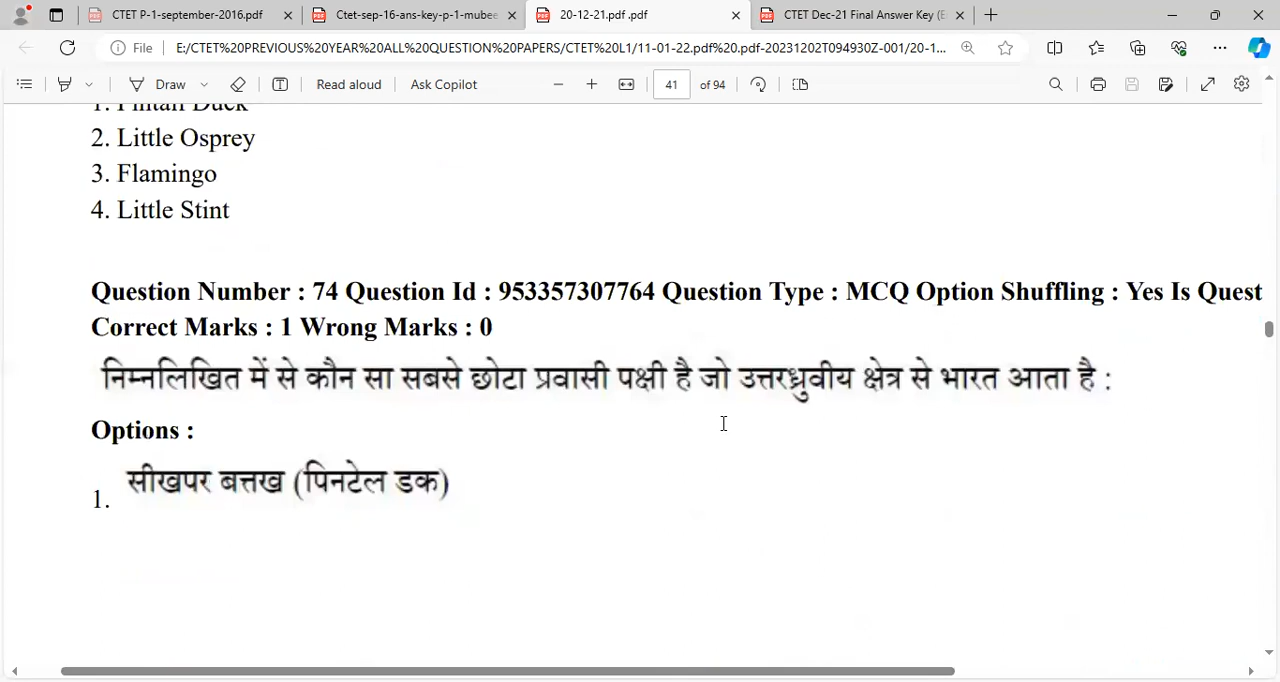 CTET P-1-september-2016.pdf
Ctet-sep-16-ans-key-p-1-mubee
20-12-21.pdf .pdf
CTET Dec-21 Final Answer Key (E
File
E:/CTET%20PREVIOUS%20YEAR%20ALL%20QUESTION%20PAPERS/CTET%20L1/11-01-22.pdf%20.pdf-20231202T094930Z-001/20-1...
Draw
Read aloud
Ask Copilot
41 of 94
1. Pintail Duck
2. Little Osprey
3. Flamingo
4. Little Stint
Question Number : 74 Question Id : 953357307764 Question Type : MCQ Option Shuffling : Yes Is Quest
Correct Marks : 1 Wrong Marks : 0
निम्नलिखित में से कौन सा सबसे छोटा प्रवासी पक्षी है जो उत्तरध्रुवीय क्षेत्र से भारत आता है :
Options :
1. सीखपर बत्तख (पिनटेल डक)